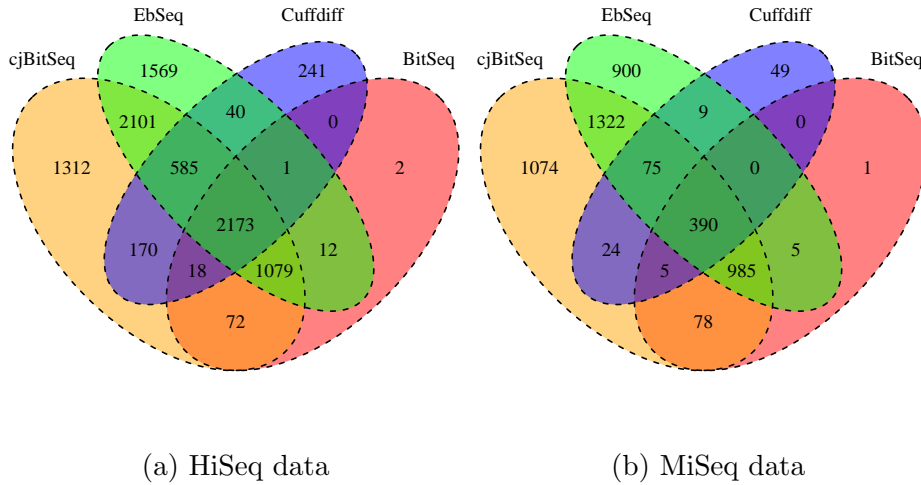 EbSeq Cuffdiff EbSeq Cuffdiff
cjBitSeq BitSeq cjBitSeq BitSeq
1569 241 900 49
2101 40 0 1322 9 0
1312 585 1 2 1074 75 0 1
2173 390
170 12 24 5
18 1079 5 985
72 78
(a) HiSeq data (b) MiSeq data